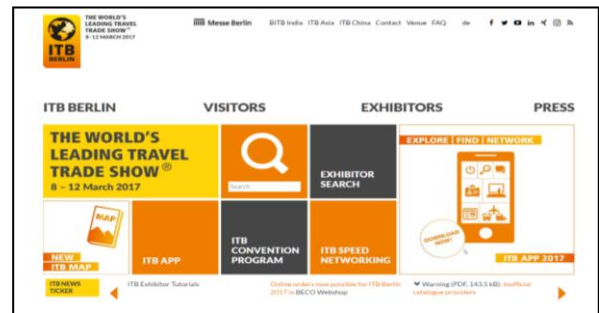 THE WORLD'S
LEADING TRAVEL
TRADE SHOW®
8-12 MARCH 2017
ITB
BERLIN
Messe Berlin
BITB India ITB Asia ITB China Contact Venue FAQ de
ITB BERLIN VISITORS EXHIBITORS PRESS
THE WORLD'S
LEADING TRAVEL
TRADE SHOW®
8 – 12 March 2017
Search
EXHIBITOR
SEARCH
EXPLORE | FIND | NETWORK
DOWNLOAD
NOW!
ITB APP 2017
MAP
NEW
ITB MAP
ITB APP
ITB
CONVENTION
PROGRAM
ITB SPEED
NETWORKING
ITB NEWS
TICKER
ITB Exhibitor Tutorials
Online orders now possible for ITB Berlin
2017 in BECO Webshop
Warning (PDF, 143.5 kB): Inofficial
catalogue providers